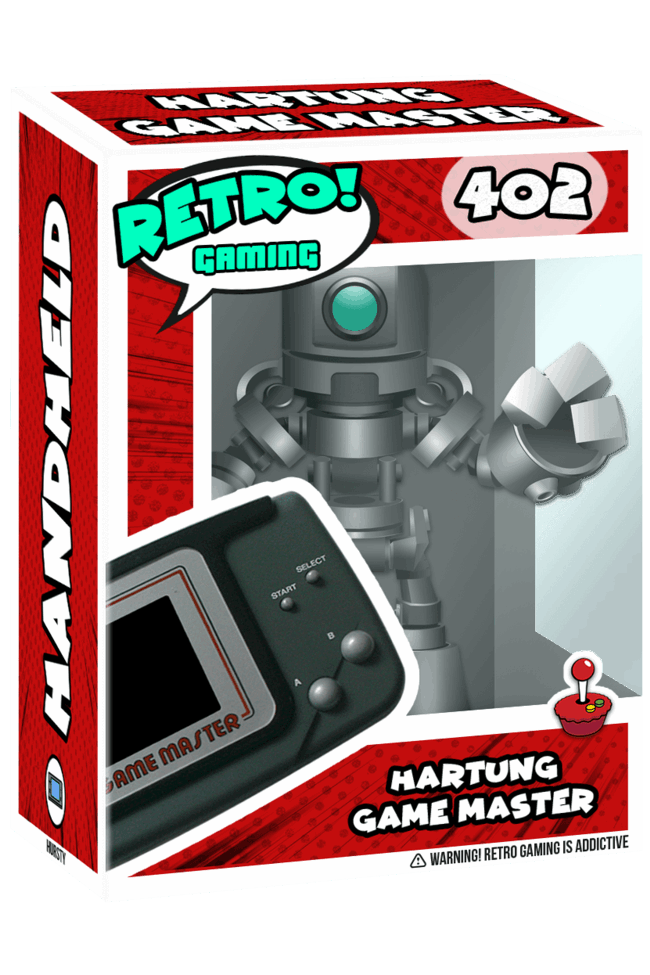 HARTUNG
GAME MASTER
RETRO!
GAMING
402
HANDHELD
START
SELECT
A
B
GAME MASTER
HARTUNG
GAME MASTER
HURSTY
WARNING! RETRO GAMING IS ADDICTIVE